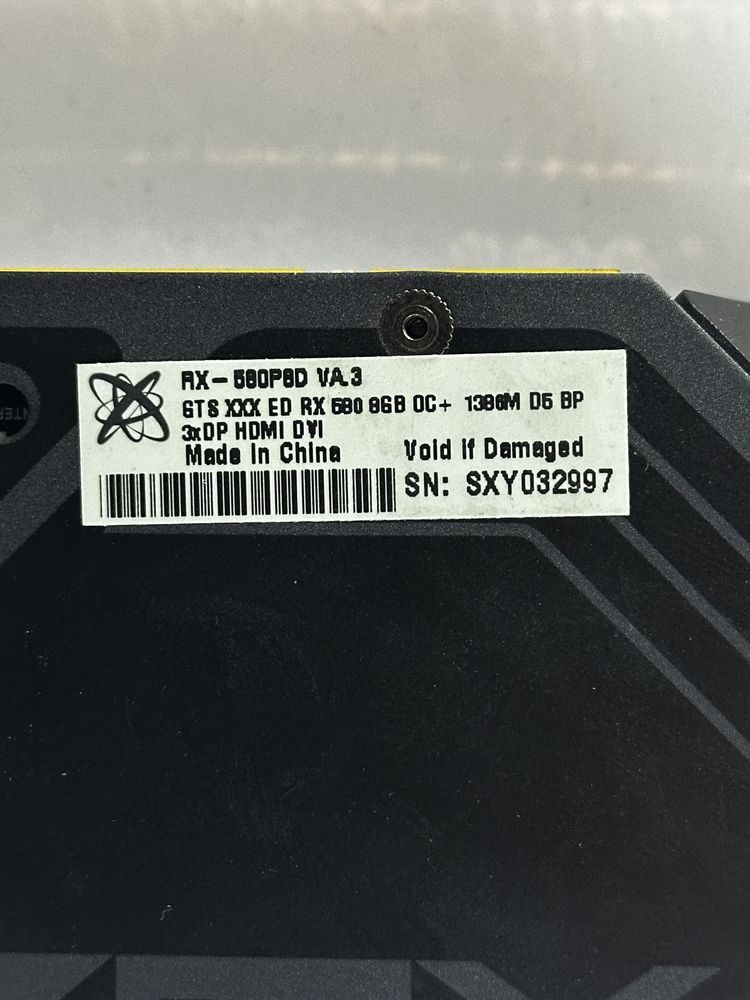 RX-580P8D VA.3
GTS XXX ED RX 580 8GB OC+ 1386M D5 BP
3xDP HDMI DVI
Made In China
Void If Damaged
SN: SXY032997